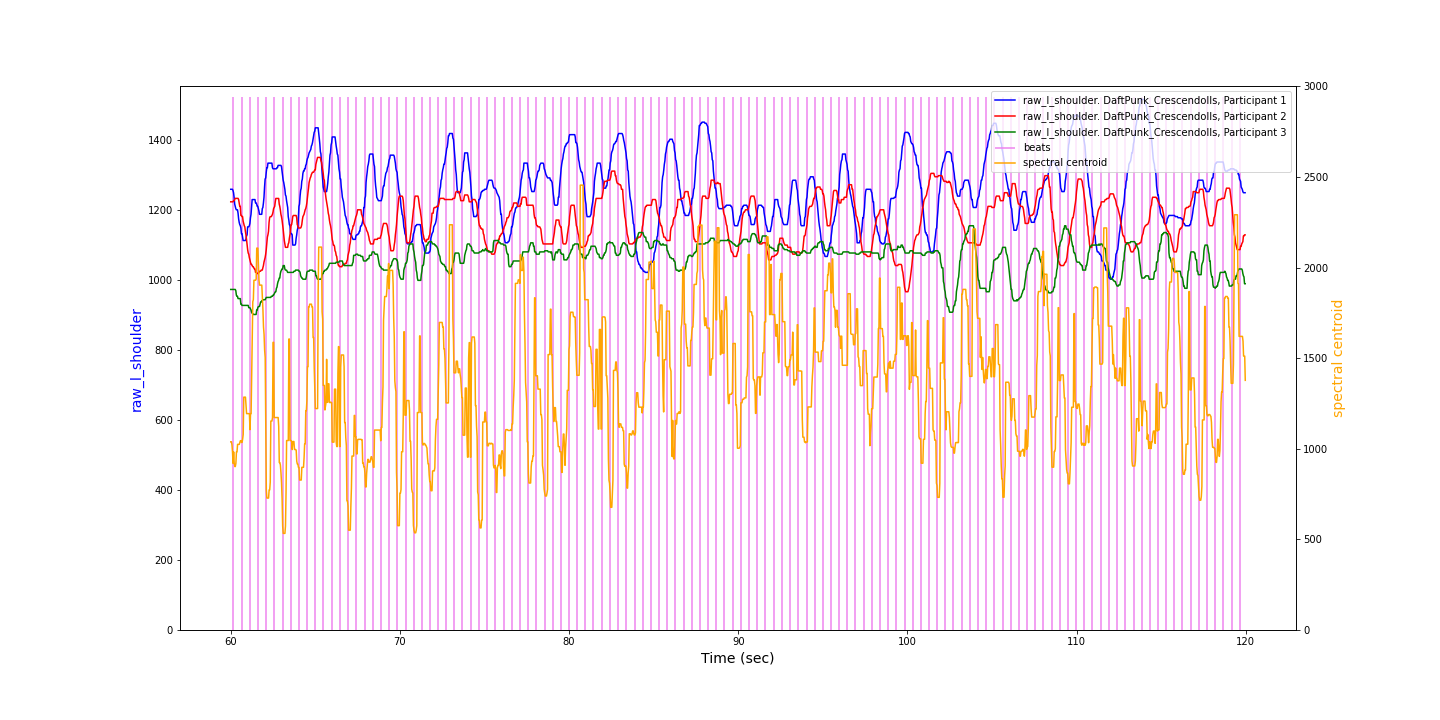 raw_l_shoulder. DaftPunk_Crescendolls, Participant 1
raw_l_shoulder. DaftPunk_Crescendolls, Participant 2
raw_l_shoulder. DaftPunk_Crescendolls, Participant 3
beats
spectral centroid
raw_l_shoulder
1400
1200
1000
800
600
400
200
0
3000
2500
2000
1500
1000
500
0
spectral centroid
60 70 80 90 100 110 120
Time (sec)